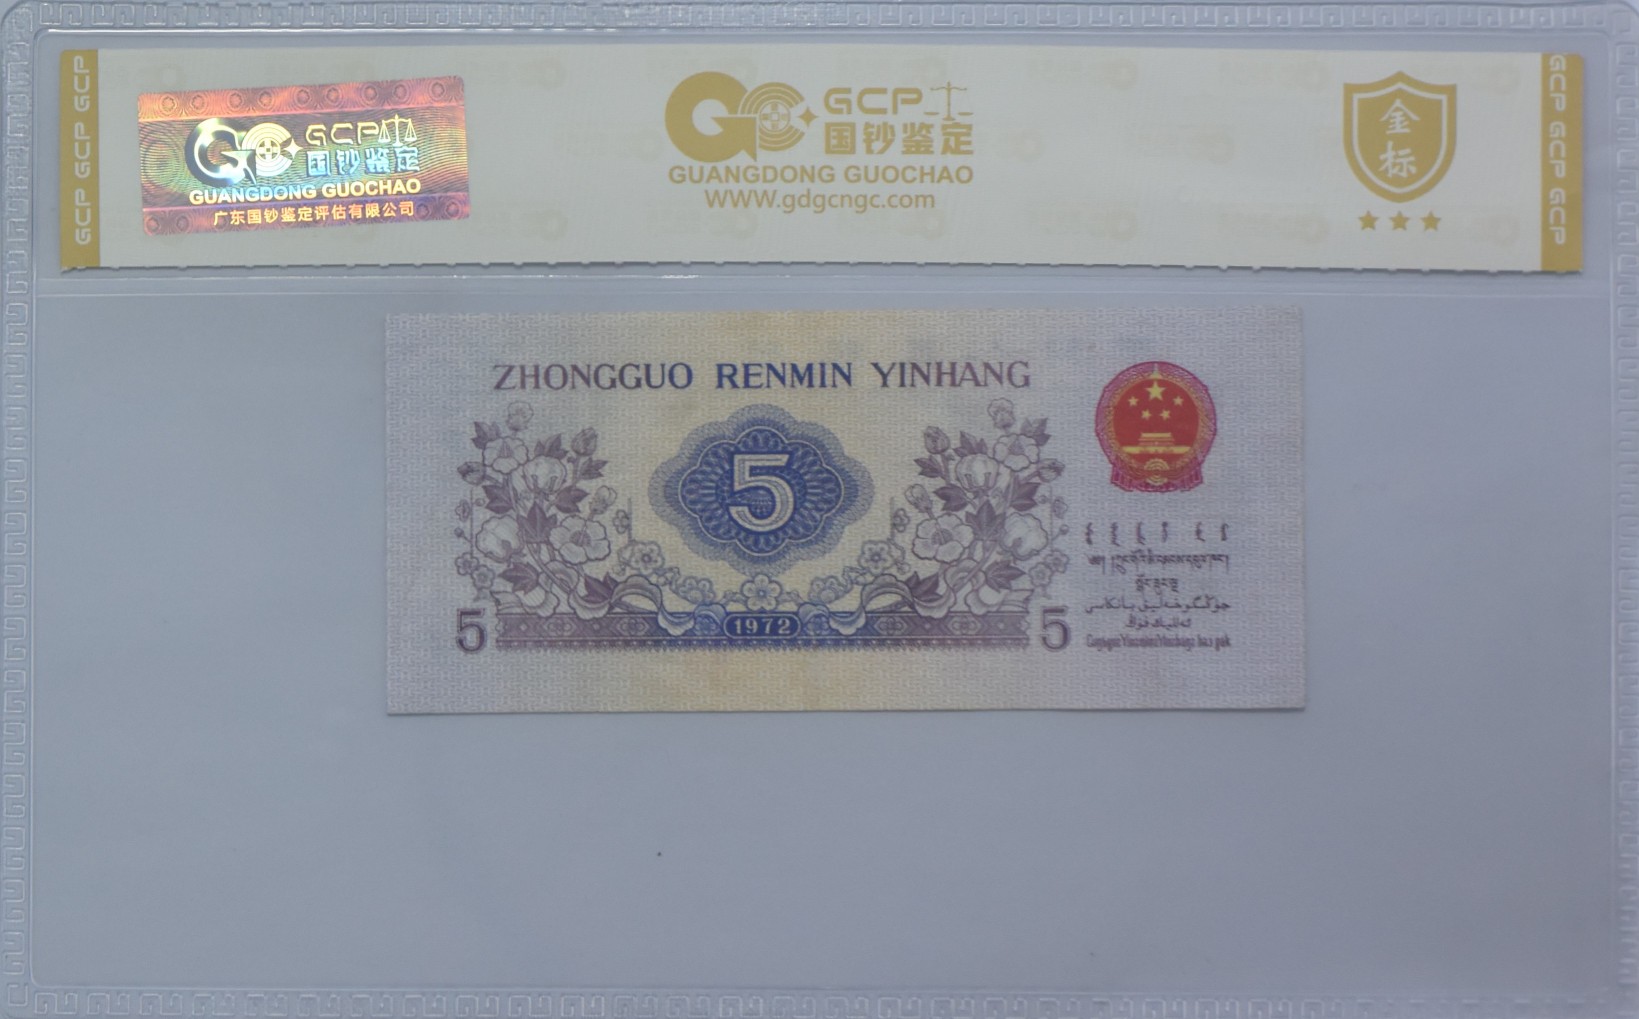 GCP GCP GCP
GCP
国钞鉴定
GUANGDONG GUOCHAO
广东国钞鉴定评估有限公司
GCP
国钞鉴定
GUANGDONG GUOCHAO
WWW.gdgcngc.com
金
标
GCP GCP GCP
ZHONGGUO RENMIN YINHANG
5
5
1972
5